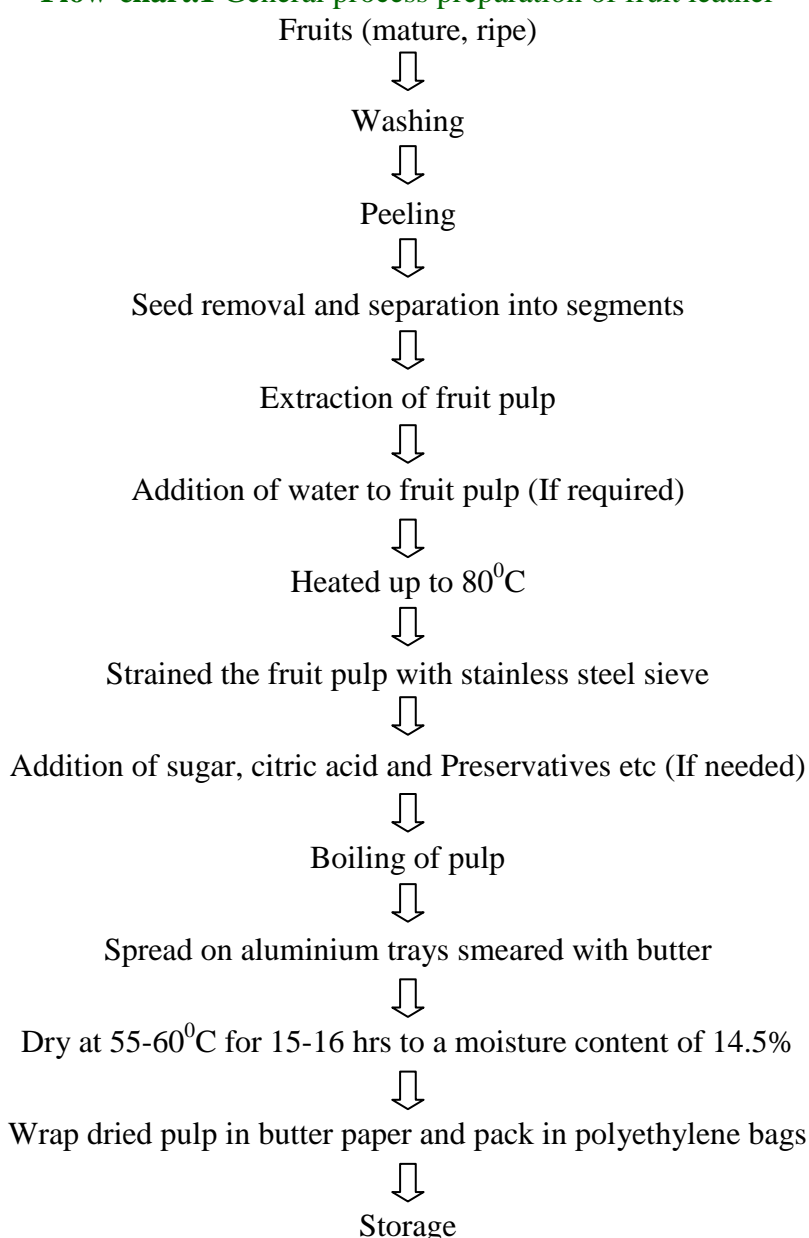 Flow chart:1 General process preparation of fruit leather
Fruits (mature, ripe)
Washing
Peeling
Seed removal and separation into segments
Extraction of fruit pulp
Addition of water to fruit pulp (If required)
Heated up to 80⁰C
Strained the fruit pulp with stainless steel sieve
Addition of sugar, citric acid and Preservatives etc (If needed)
Boiling of pulp
Spread on aluminium trays smeared with butter
Dry at 55-60⁰C for 15-16 hrs to a moisture content of 14.5%
Wrap dried pulp in butter paper and pack in polyethylene bags
Storage